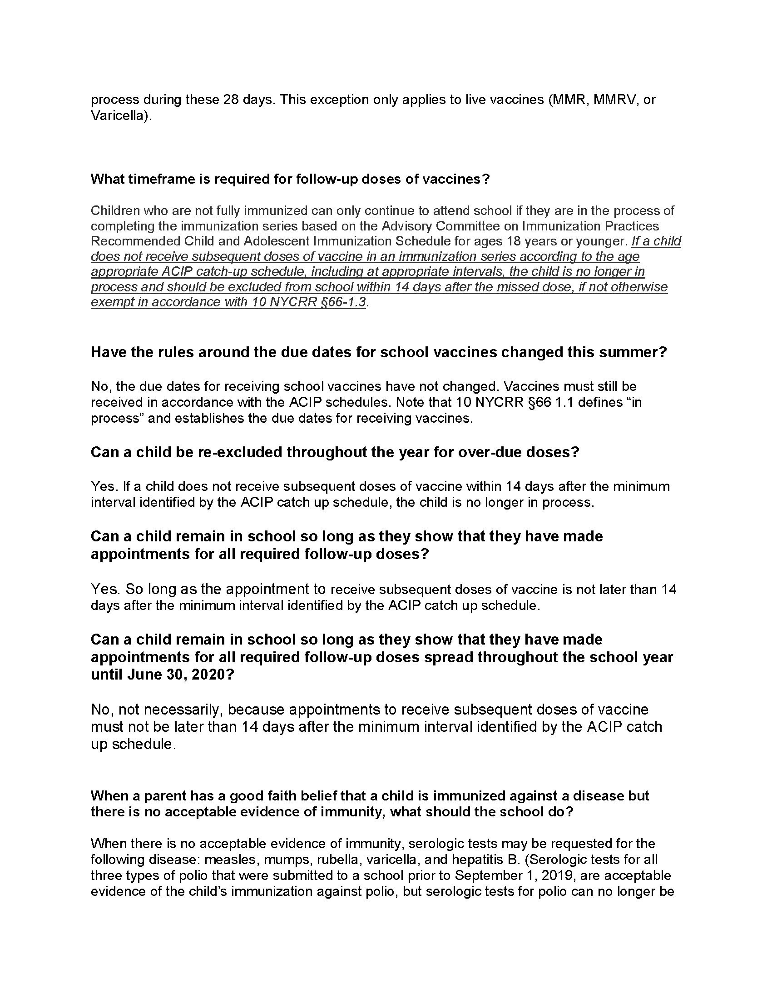 process during these 28 days. This exception only applies to live vaccines (MMR, MMRV, or
Varicella).
What timeframe is required for follow-up doses of vaccines?
Children who are not fully immunized can only continue to attend school if they are in the process of
completing the immunization series based on the Advisory Committee on Immunization Practices
Recommended Child and Adolescent Immunization Schedule for ages 18 years or younger. If a child
does not receive subsequent doses of vaccine in an immunization series according to the age
appropriate ACIP catch-up schedule, including at appropriate intervals, the child is no longer in
process and should be excluded from school within 14 days after the missed dose, if not otherwise
exempt in accordance with 10 NYCRR §66-1.3.
Have the rules around the due dates for school vaccines changed this summer?
No, the due dates for receiving school vaccines have not changed. Vaccines must still be
received in accordance with the ACIP schedules. Note that 10 NYCRR §66 1.1 defines “in
process” and establishes the due dates for receiving vaccines.
Can a child be re-excluded throughout the year for over-due doses?
Yes. If a child does not receive subsequent doses of vaccine within 14 days after the minimum
interval identified by the ACIP catch up schedule, the child is no longer in process.
Can a child remain in school so long as they show that they have made
appointments for all required follow-up doses?
Yes. So long as the appointment to receive subsequent doses of vaccine is not later than 14
days after the minimum interval identified by the ACIP catch up schedule.
Can a child remain in school so long as they show that they have made
appointments for all required follow-up doses spread throughout the school year
until June 30, 2020?
No, not necessarily, because appointments to receive subsequent doses of vaccine
must not be later than 14 days after the minimum interval identified by the ACIP catch
up schedule.
When a parent has a good faith belief that a child is immunized against a disease but
there is no acceptable evidence of immunity, what should the school do?
When there is no acceptable evidence of immunity, serologic tests may be requested for the
following disease: measles, mumps, rubella, varicella, and hepatitis B. (Serologic tests for all
three types of polio that were submitted to a school prior to September 1, 2019, are acceptable
evidence of the child’s immunization against polio, but serologic tests for polio can no longer be